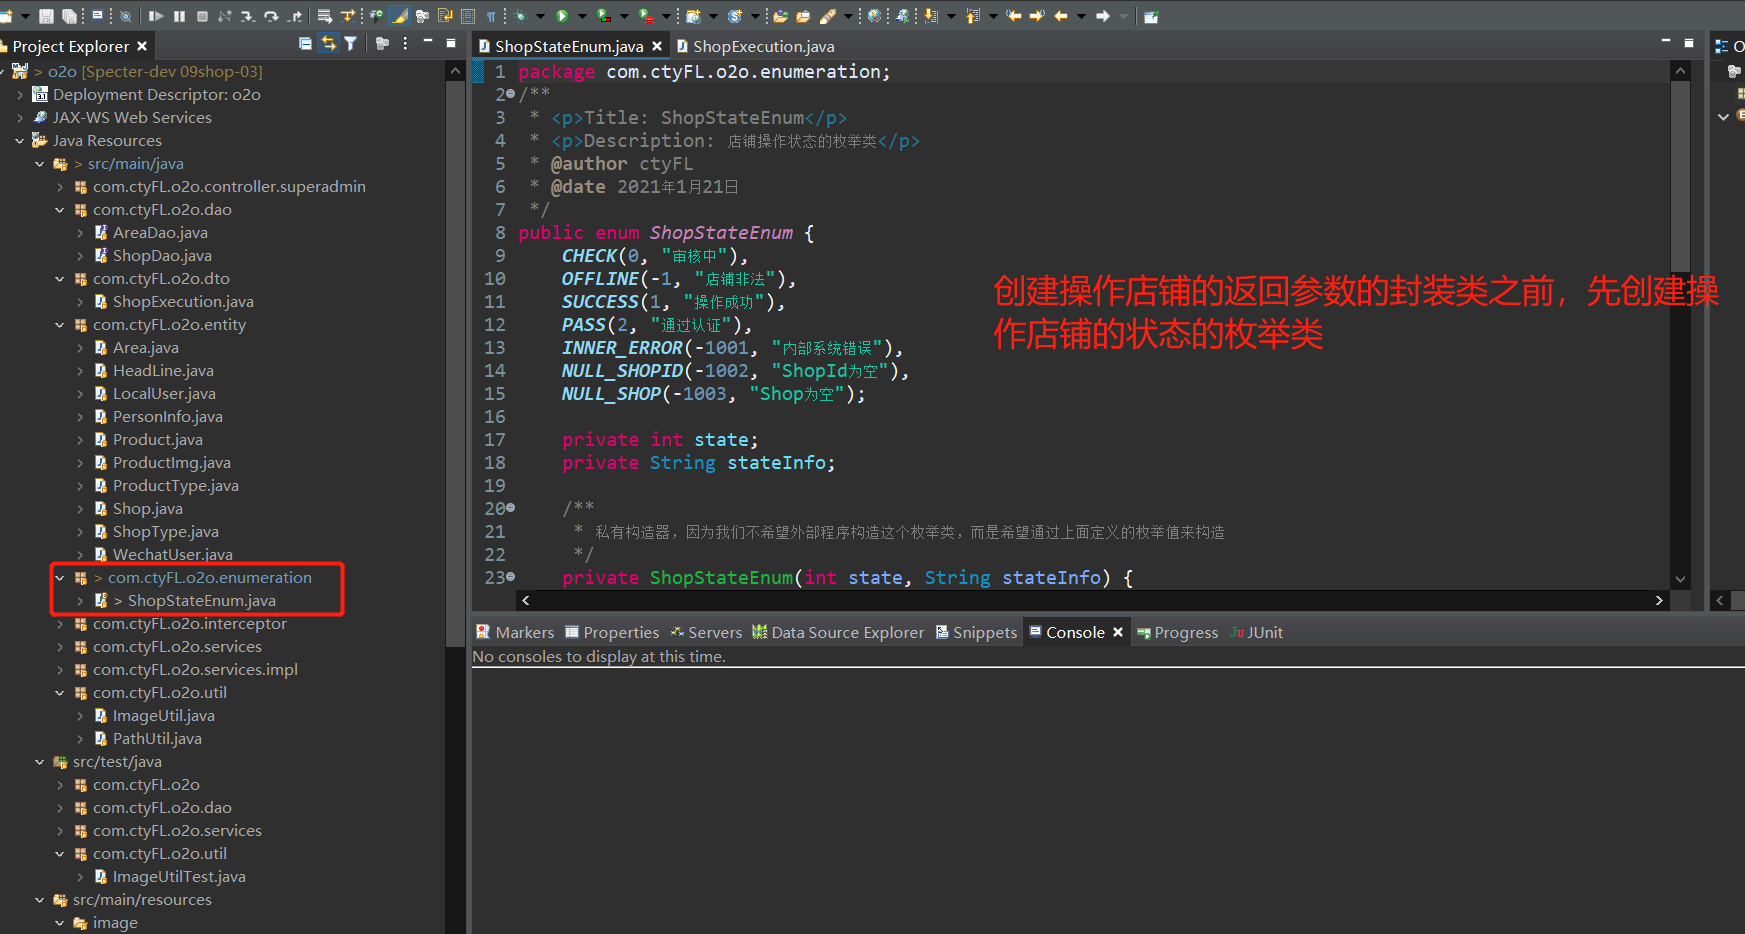 Project Explorer
> o2o [Specter-dev 09shop-03]
Deployment Descriptor: o2o
JAX-WS Web Services
Java Resources
> src/main/java
com.ctyFL.o2o.controller.superadmin
com.ctyFL.o2o.dao
AreaDao.java
ShopDao.java
com.ctyFL.o2o.dto
ShopExecution.java
com.ctyFL.o2o.entity
Area.java
HeadLine.java
LocalUser.java
PersonInfo.java
Product.java
ProductImg.java
ProductType.java
Shop.java
ShopType.java
WechatUser.java
> com.ctyFL.o2o.enumeration
> ShopStateEnum.java
com.ctyFL.o2o.interceptor
com.ctyFL.o2o.services
com.ctyFL.o2o.services.impl
com.ctyFL.o2o.util
ImageUtil.java
PathUtil.java
src/test/java
com.ctyFL.o2o
com.ctyFL.o2o.dao
com.ctyFL.o2o.services
com.ctyFL.o2o.util
ImageUtilTest.java
src/main/resources
image
ShopStateEnum.java ShopExecution.java
1 package com.ctyFL.o2o.enumeration;
2 /**
3 * <p>Title: ShopStateEnum</p>
4 * <p>Description: 店铺操作状态的枚举类</p>
5 * @author ctyFL
6 * @date 2021年1月21日
7 */
8 public enum ShopStateEnum {
9 CHECK(0, "审核中"),
10 OFFLINE(-1, "店铺非法"),
11 SUCCESS(1, "操作成功"),
12 PASS(2, "通过认证"),
13 INNER_ERROR(-1001, "内部系统错误"),
14 NULL_SHOPID(-1002, "ShopId为空"),
15 NULL_SHOP(-1003, "Shop为空");
16
17 private int state;
18 private String stateInfo;
19
20 /**
21 * 私有构造器，因为我们不希望外部程序构造这个枚举类，而是希望通过上面定义的枚举值来构造
22 */
23 private ShopStateEnum(int state, String stateInfo) {
创建操作店铺的返回参数的封装类之前，先创建操
作店铺的状态的枚举类
O
Markers Properties Servers Data Source Explorer Snippets Console Progress JUnit
No consoles to display at this time.